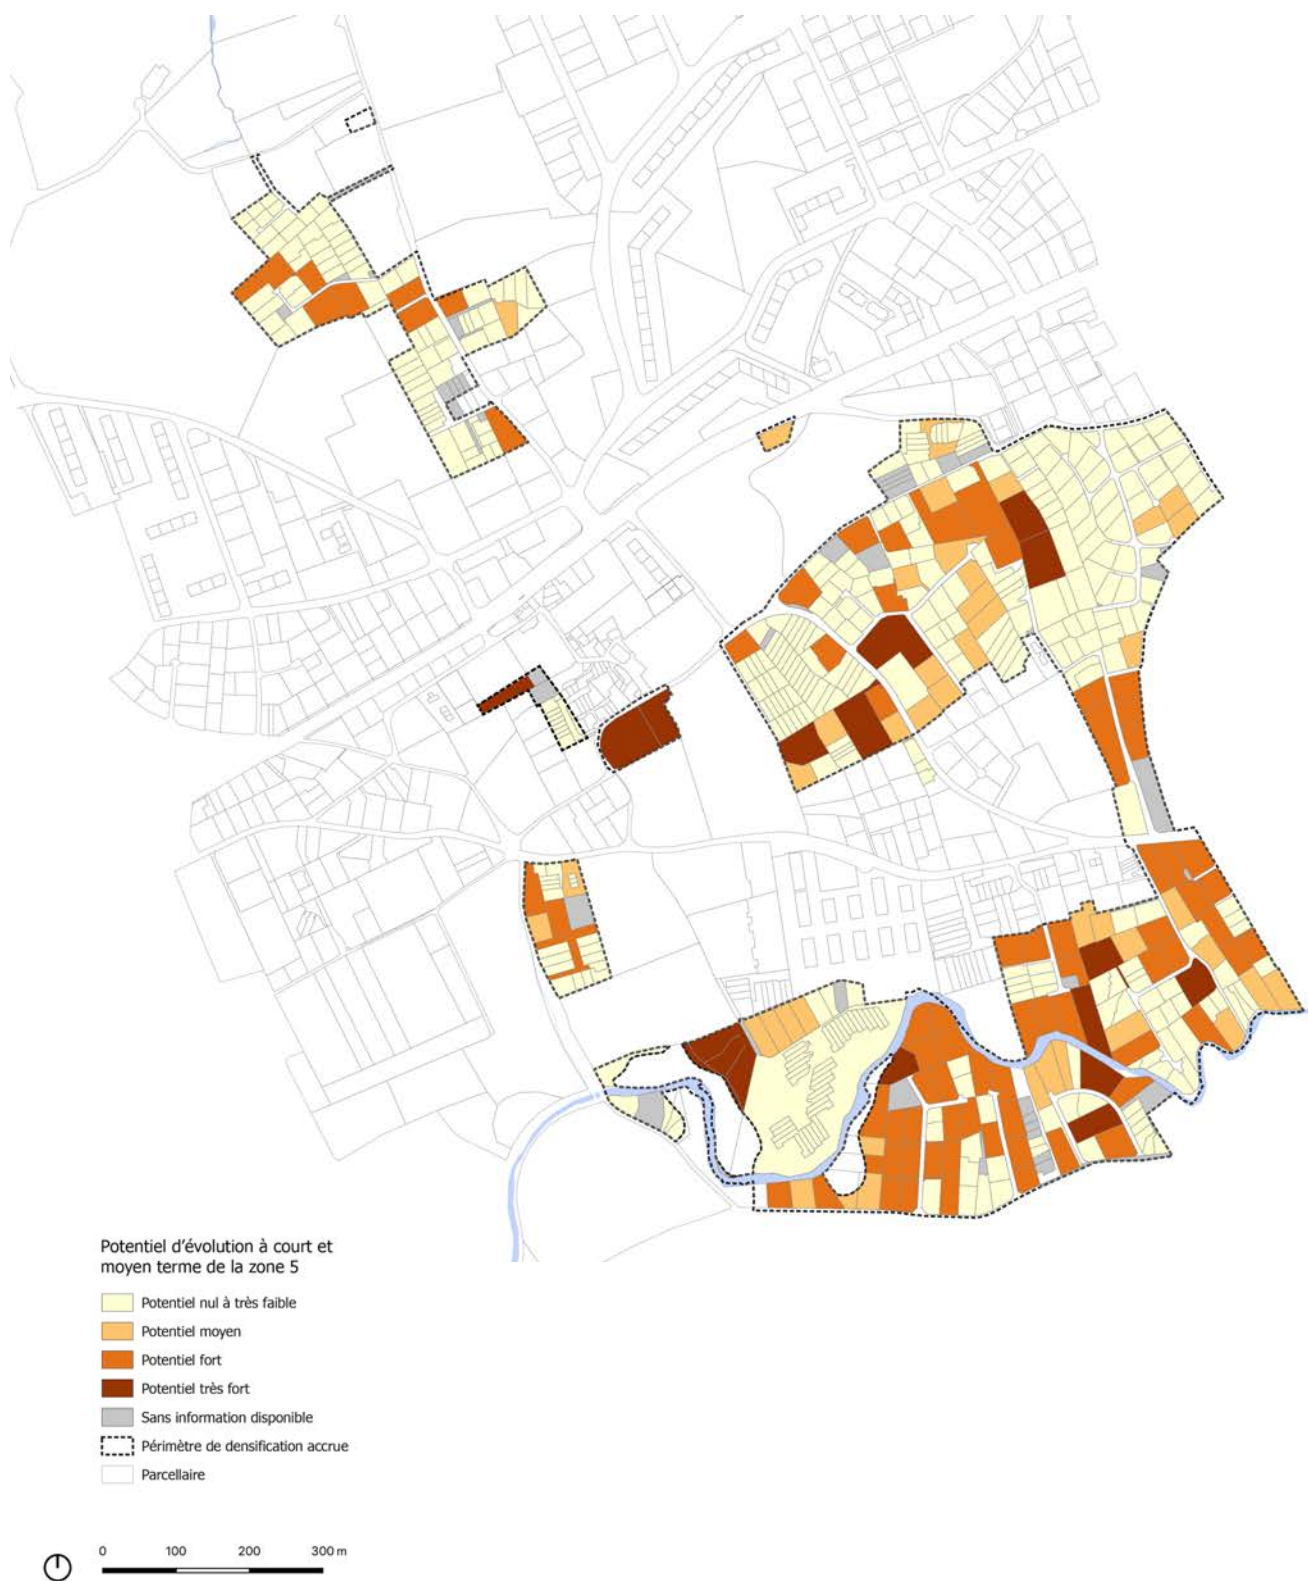 Potentiel d'évolution à court et
moyen terme de la zone 5
Potentiel nul à très faible
Potentiel moyen
Potentiel fort
Potentiel très fort
Sans information disponible
Périmètre de densification accrue
Parcellaire
0 100 200 300 m